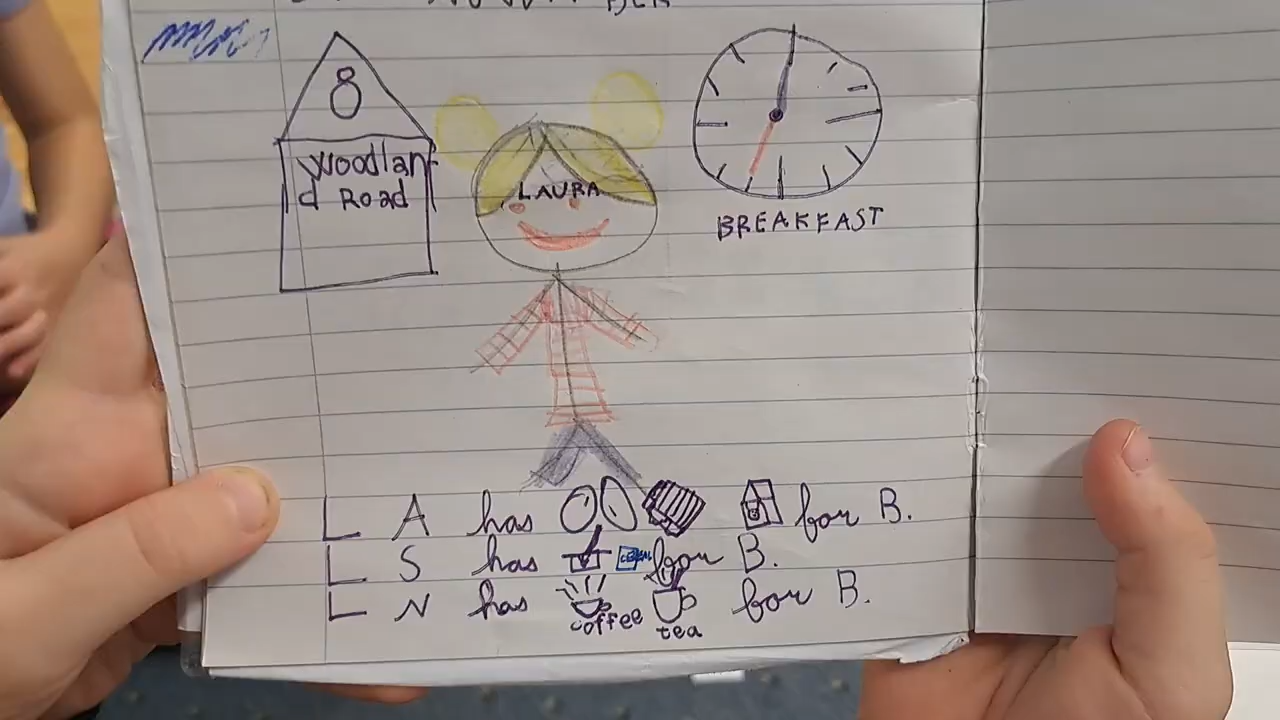 8
Woodlan
d Road
LAURA
BREAKFAST
L A has for B.
L S has for B.
L N has for B.
coffee tea